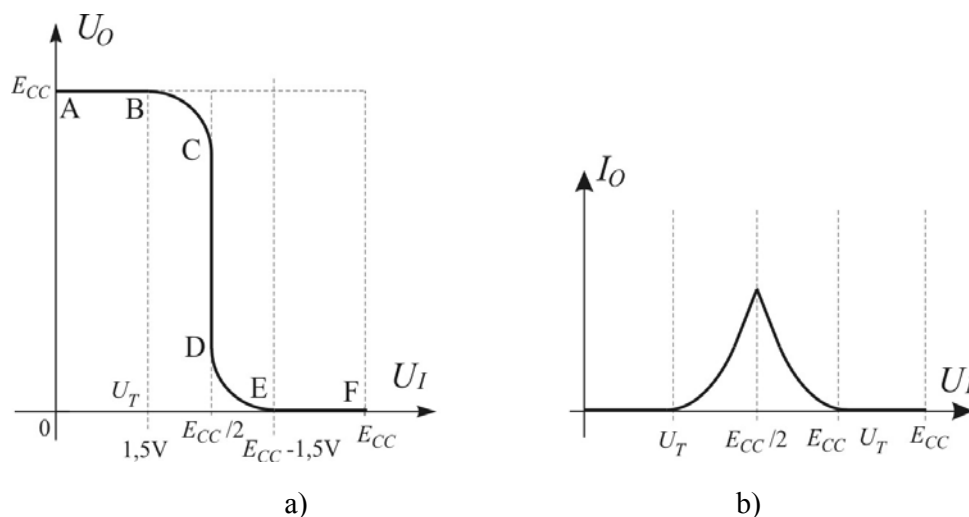 U_O
E_CC
A
B
C
D
E
F
U_I
U_T
0
1,5V
E_CC /2
E_CC -1,5V
E_CC
a)
I_O
U_I
U_T
E_CC /2
E_CC
U_T
E_CC
b)